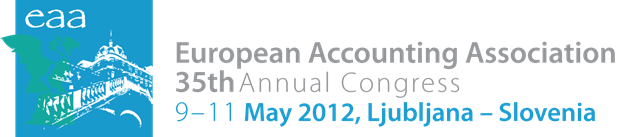 eaa
European Accounting Association
35th Annual Congress
9–11 May 2012, Ljubljana – Slovenia